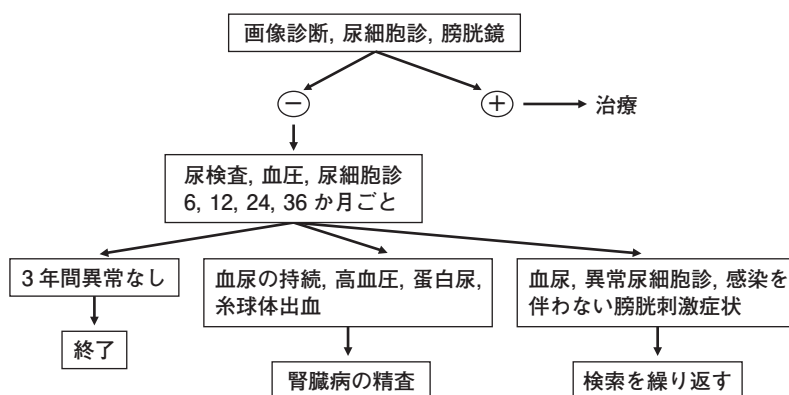 画像診断, 尿細胞診, 膀胱鏡
−
+
治療
尿検査, 血圧, 尿細胞診
6, 12, 24, 36 か月ごと
3 年間異常なし
血尿の持続, 高血圧, 蛋白尿,
糸球体出血
血尿, 異常尿細胞診, 感染を
伴わない膀胱刺激症状
終了
腎臓病の精査
検索を繰り返す